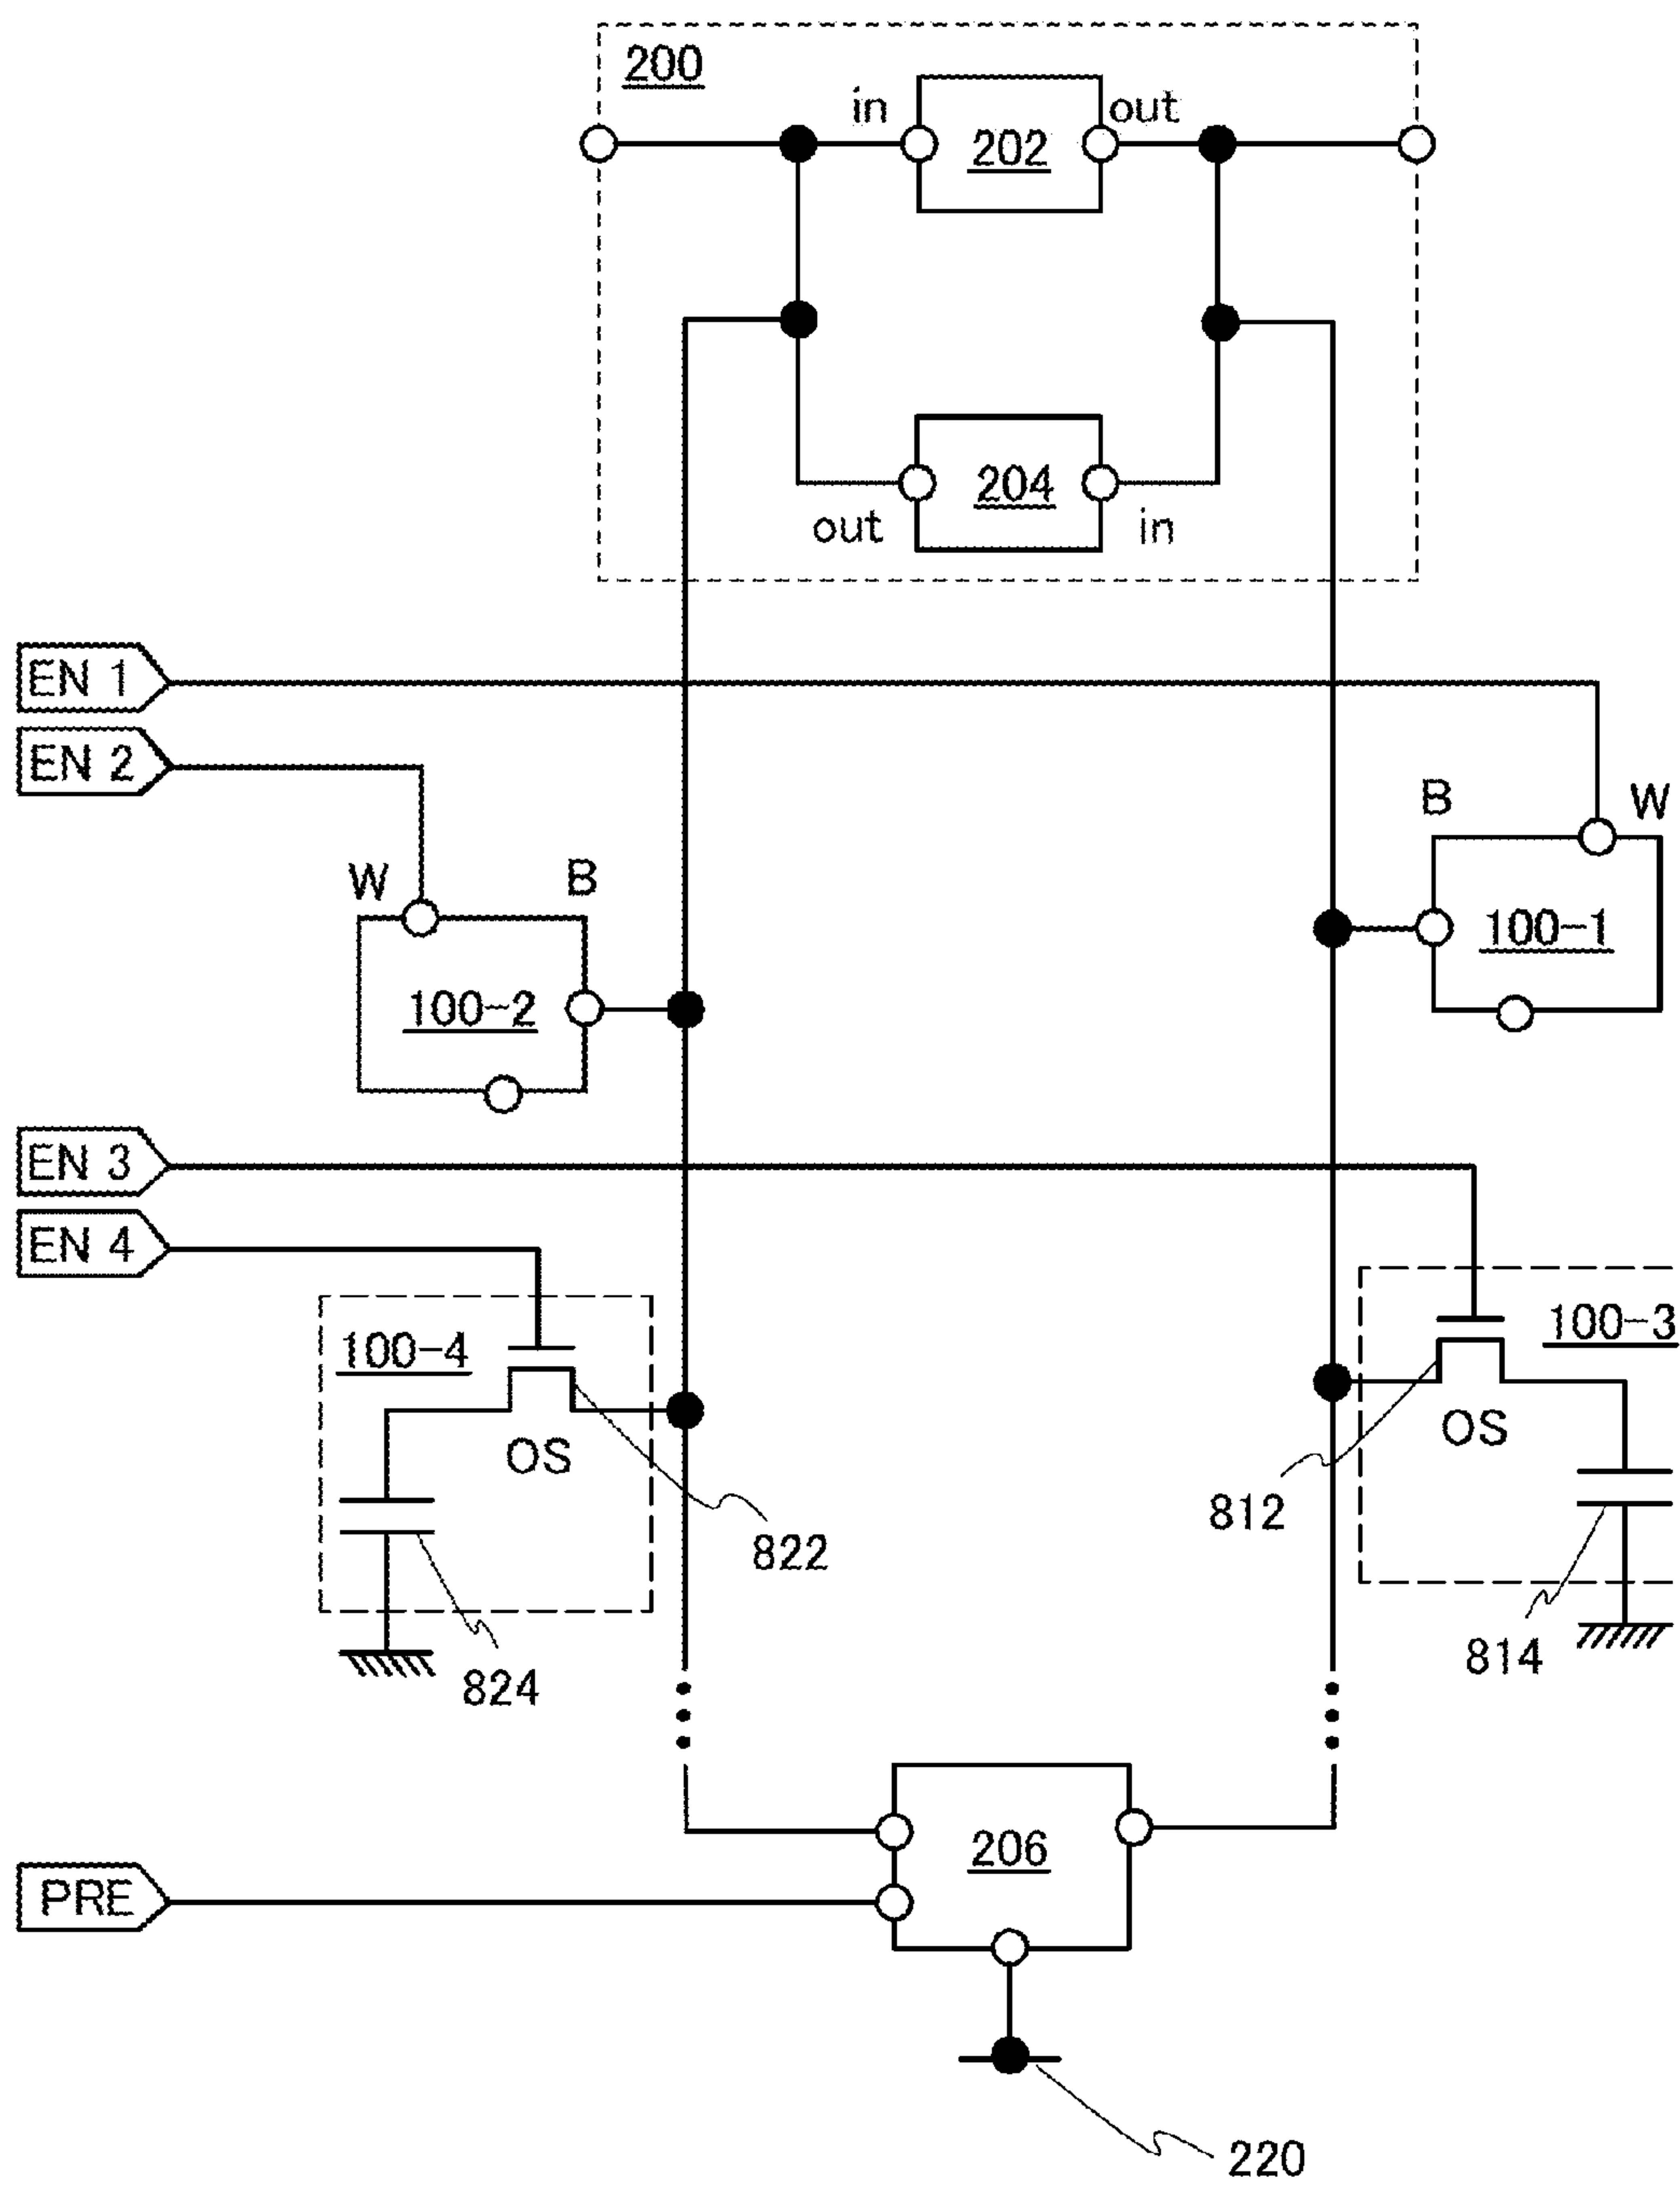 200
in
out
202
204
out
in
EN 1
EN 2
B
W
W
B
100-1
100-2
EN 3
EN 4
100-3
100-4
OS
OS
812
822
814
824
206
PRE
220